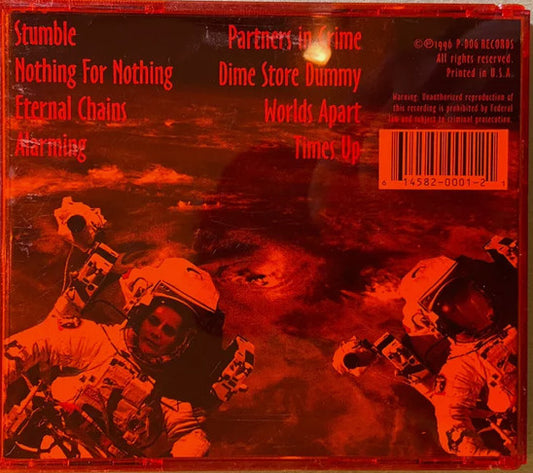 Stumble
Nothing For Nothing
Eternal Chains
Alarming
Partners In Crime
Dime Store Dummy
Worlds Apart
Times Up
©℗1996 P-DOG RECORDS
All rights reserved.
Printed in U.S.A.
Warning. Unauthorized reproduction of
this recording is prohibited by Federal
law and subject to criminal prosecution.
6 14582-0001-2 1